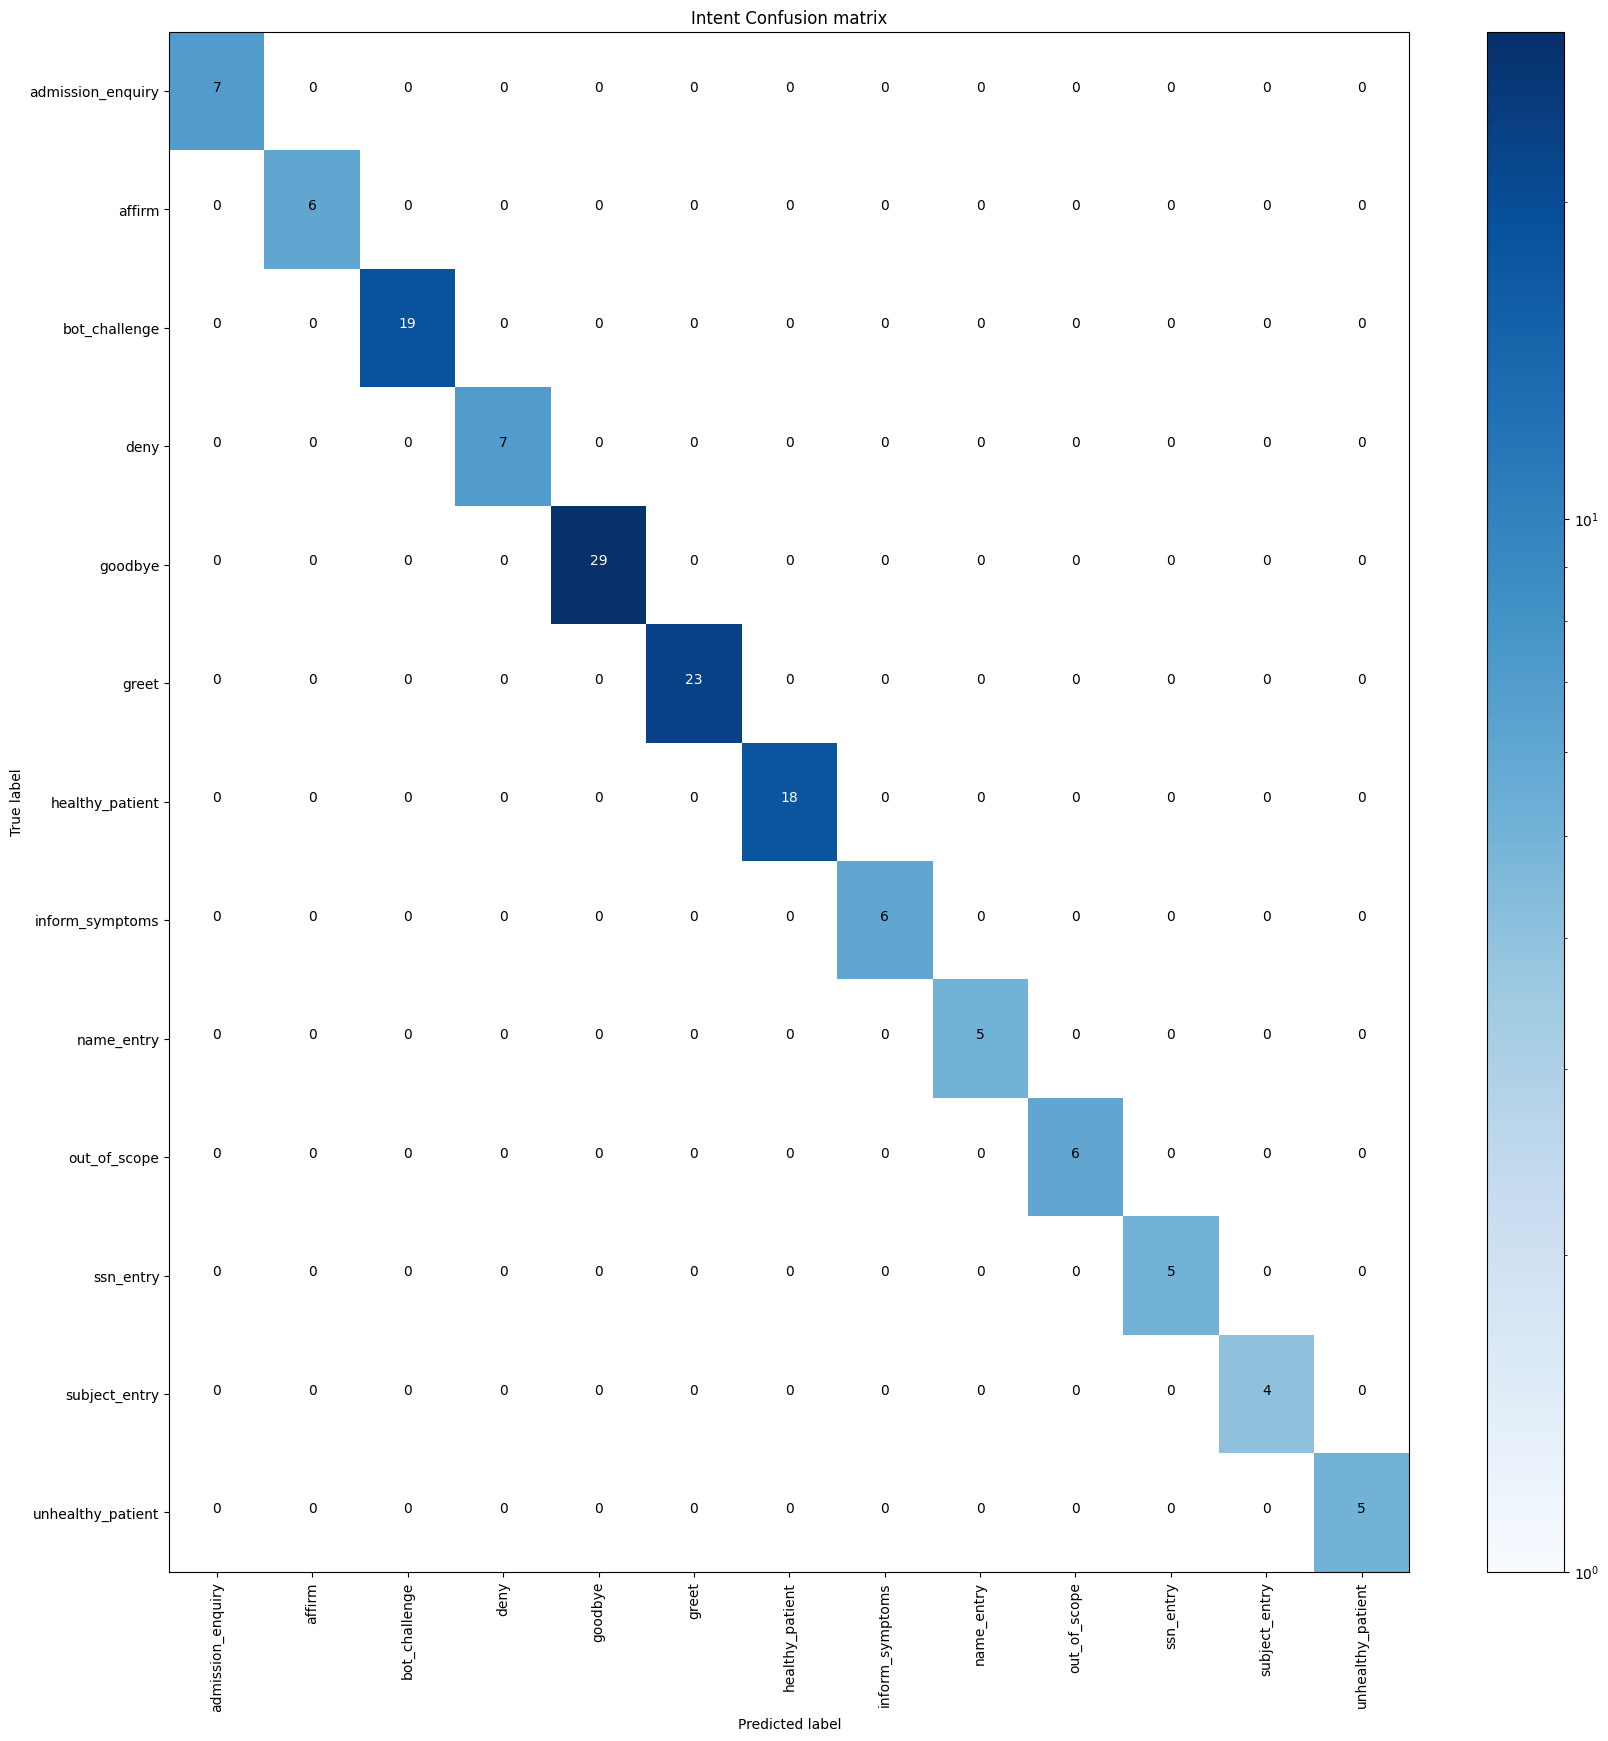 Intent Confusion matrix
admission_enquiry 7 0 0 0 0 0 0 0 0 0 0 0 0
affirm 0 6 0 0 0 0 0 0 0 0 0 0 0
bot_challenge 0 0 19 0 0 0 0 0 0 0 0 0 0
deny 0 0 0 7 0 0 0 0 0 0 0 0 0
10¹
goodbye 0 0 0 0 29 0 0 0 0 0 0 0 0
greet 0 0 0 0 0 23 0 0 0 0 0 0 0
True label
healthy_patient 0 0 0 0 0 0 18 0 0 0 0 0 0
inform_symptoms 0 0 0 0 0 0 0 6 0 0 0 0 0
name_entry 0 0 0 0 0 0 0 0 5 0 0 0 0
out_of_scope 0 0 0 0 0 0 0 0 0 6 0 0 0
ssn_entry 0 0 0 0 0 0 0 0 0 0 5 0 0
subject_entry 0 0 0 0 0 0 0 0 0 0 0 4 0
unhealthy_patient 0 0 0 0 0 0 0 0 0 0 0 0 5
10⁰
admission_enquiry
affirm
bot_challenge
deny
goodbye
greet
healthy_patient
inform_symptoms
name_entry
out_of_scope
ssn_entry
subject_entry
unhealthy_patient
Predicted label